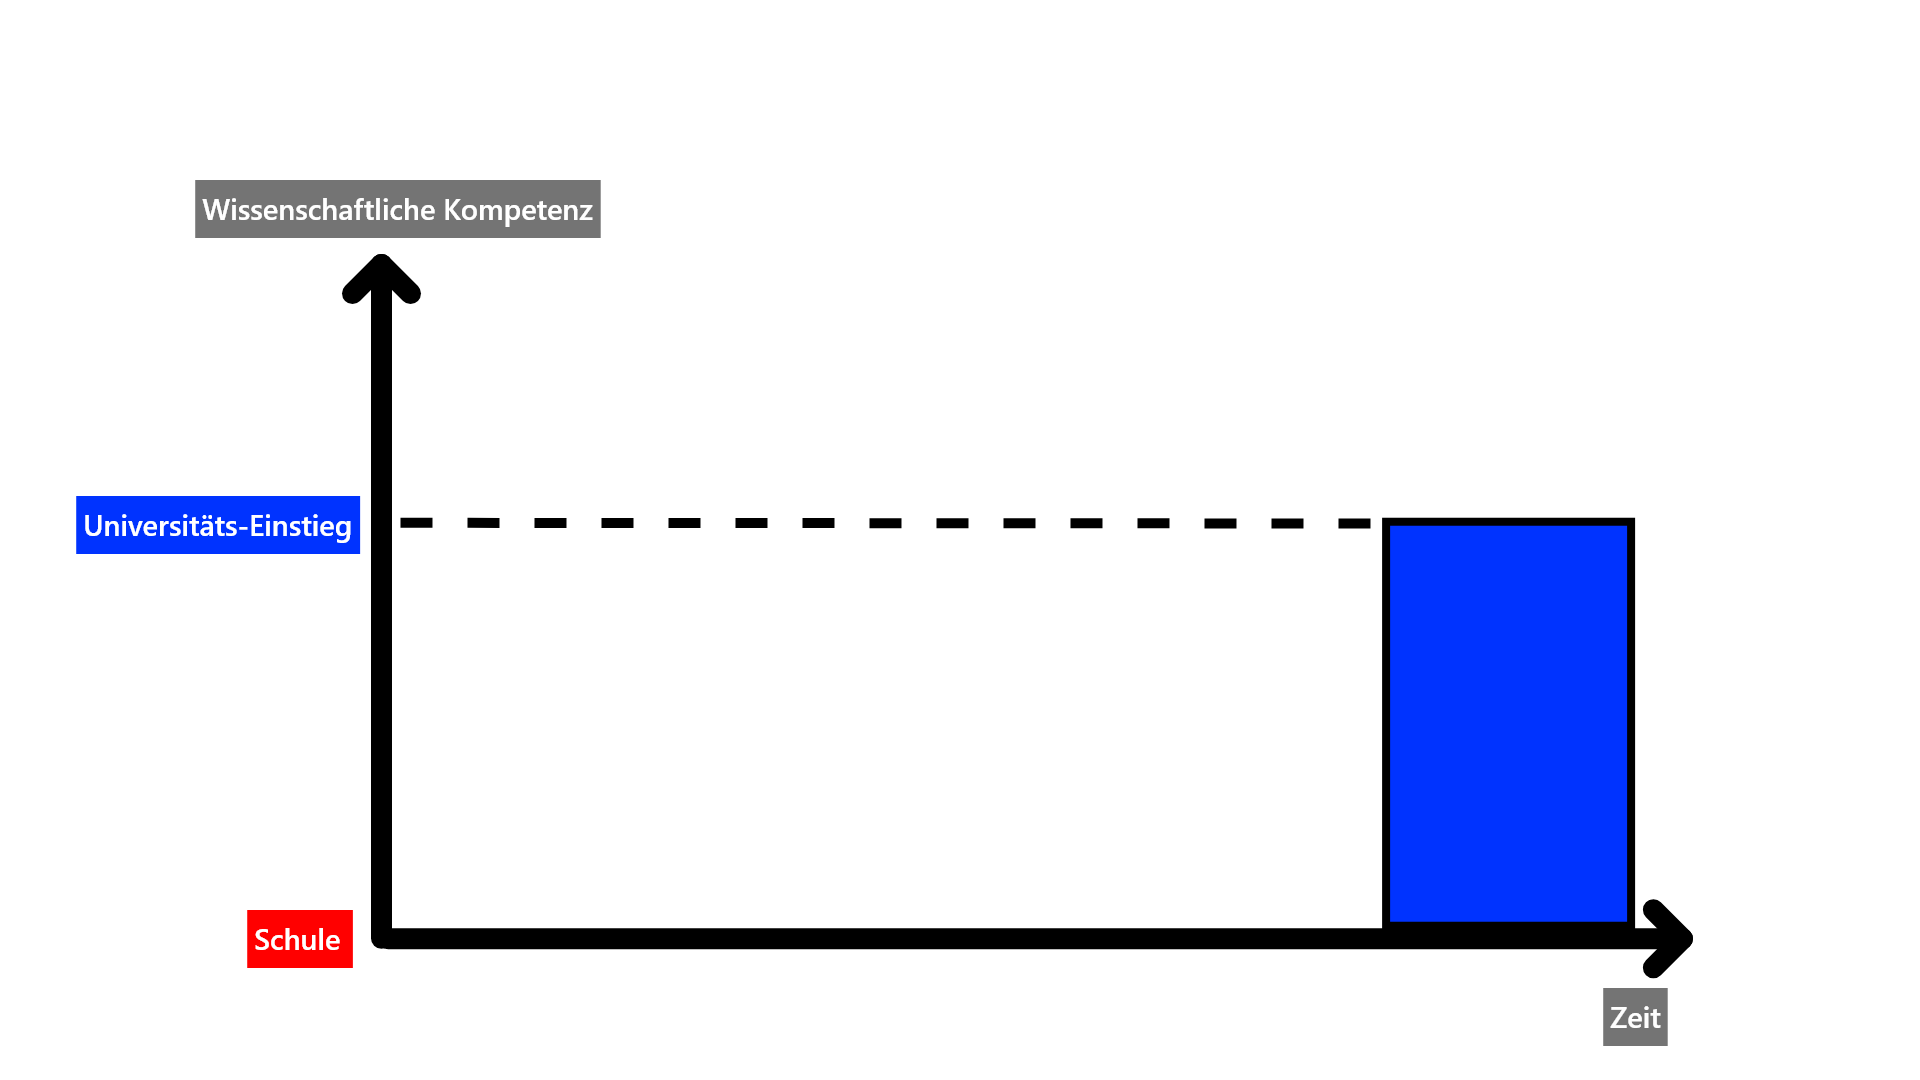 Wissenschaftliche Kompetenz
Universitäts-Einstieg
Schule
Zeit